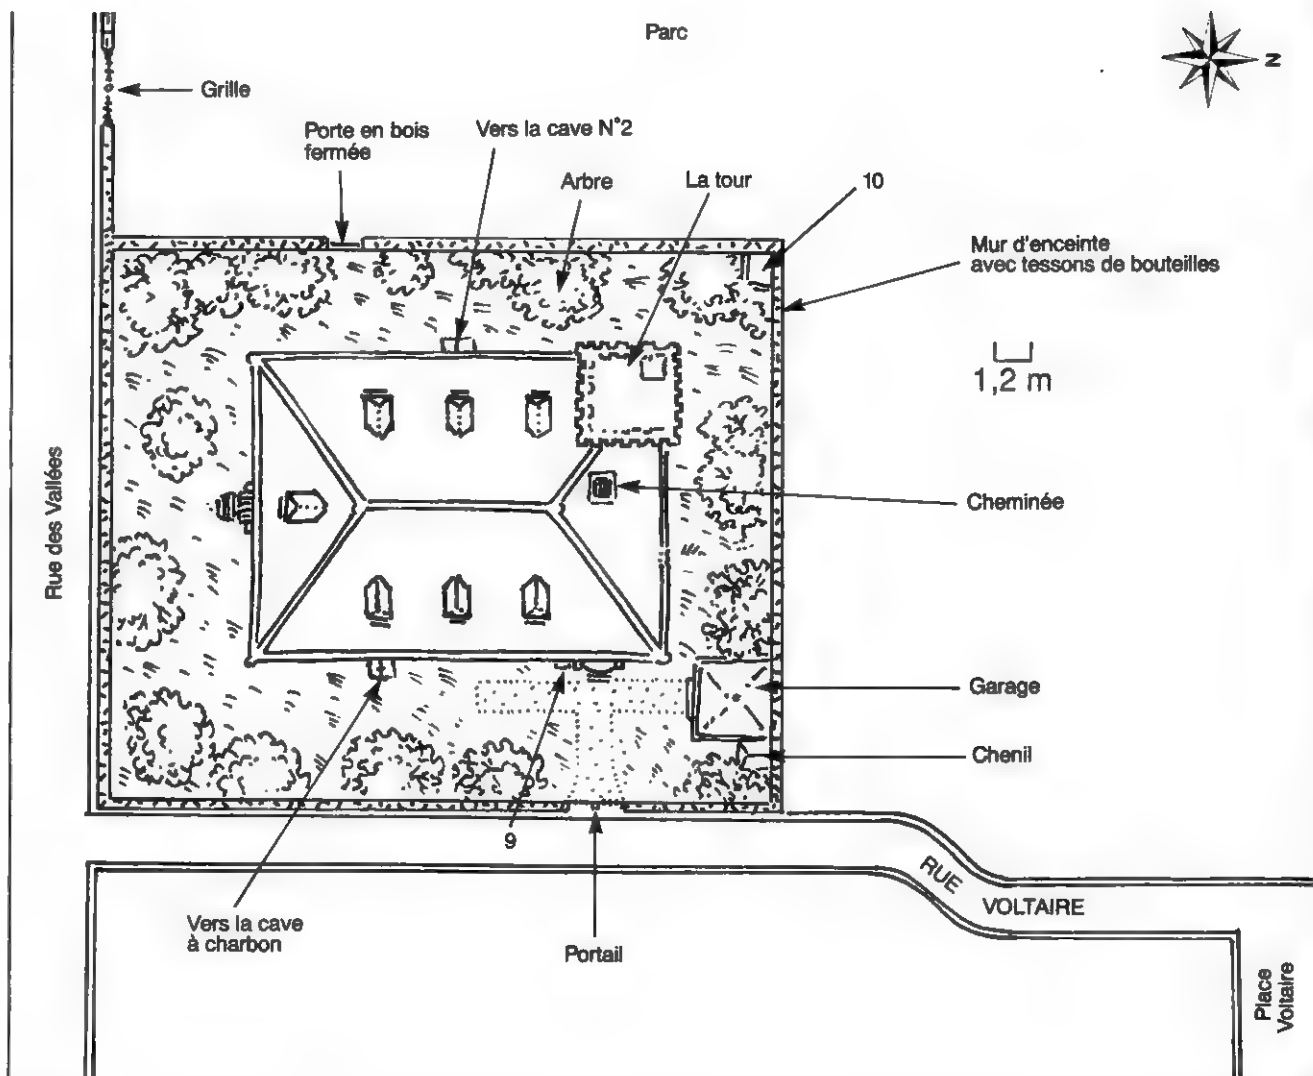 Parc
N
Grille
Porte en bois
fermée
Vers la cave N°2
Arbre
La tour
10
Mur d'enceinte
avec tessons de bouteilles
1,2 m
Rue des Vallées
Cheminée
Garage
Chenil
9
Vers la cave
à charbon
Portail
RUE
VOLTAIRE
Place
Voltaire